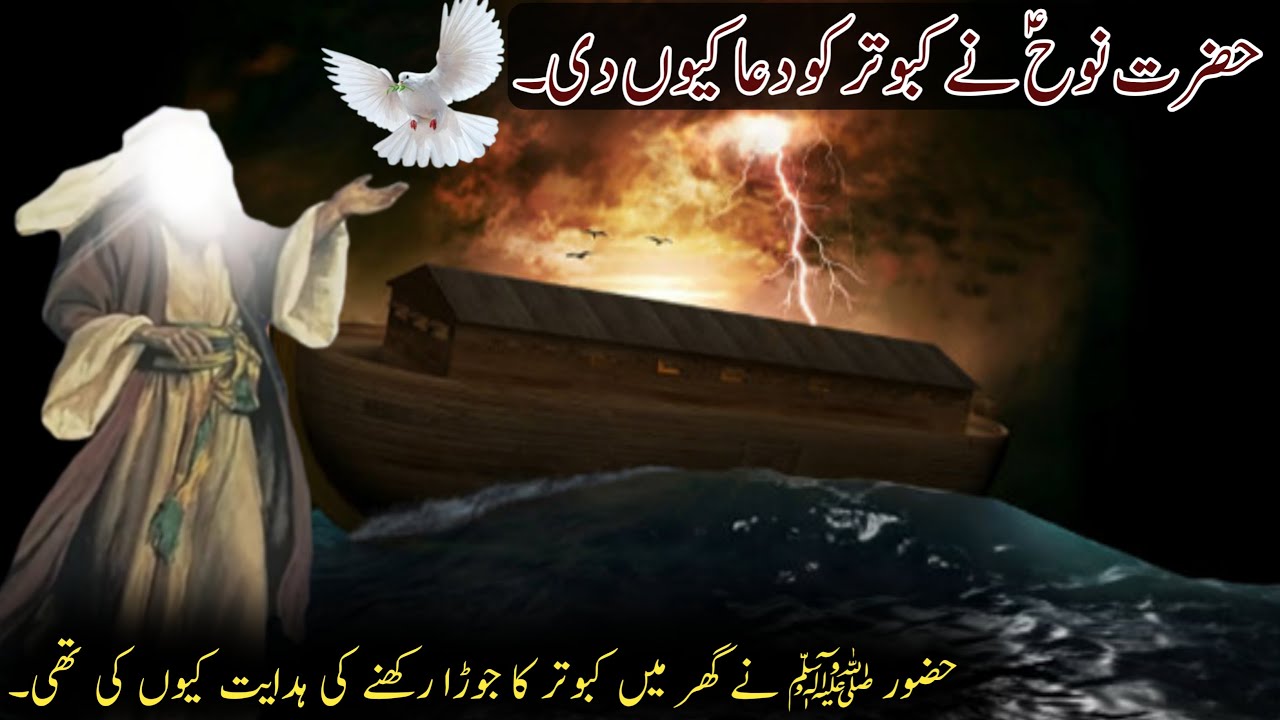 حضرت نوحؑ نے کبوتر کو دعا کیوں دی۔
حضور ﷺ نے گھر میں کبوتر کا جوڑا رکھنے کی ہدایت کیوں کی تھی۔